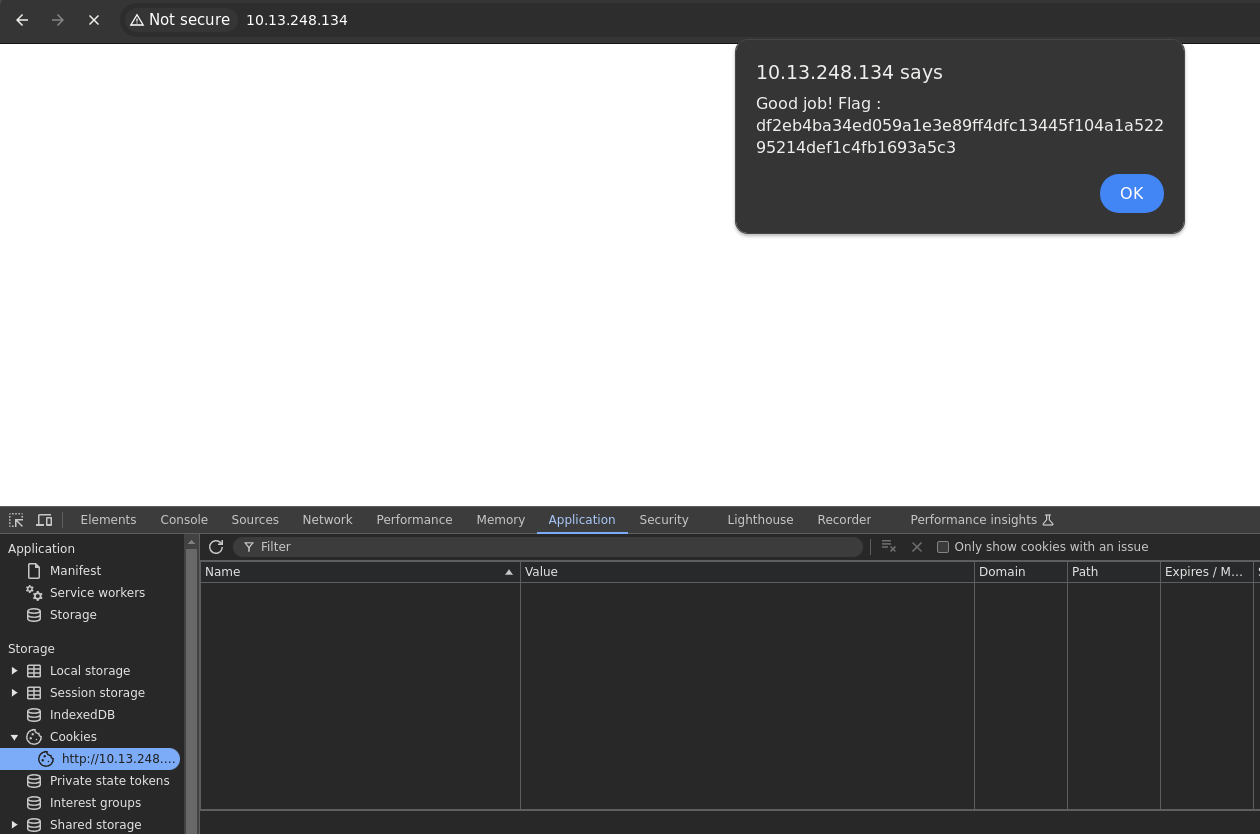 Not secure 10.13.248.134
10.13.248.134 says
Good job! Flag :
df2eb4ba34ed059a1e3e89ff4dfc13445f104a1a522
95214def1c4fb1693a5c3
OK
Elements Console Sources Network Performance Memory Application Security Lighthouse Recorder Performance insights
Application
Manifest
Service workers
Storage
Storage
Local storage
Session storage
IndexedDB
Cookies
http://10.13.248.…
Private state tokens
Interest groups
Shared storage
Filter
Only show cookies with an issue
Name Value Domain Path Expires / M…